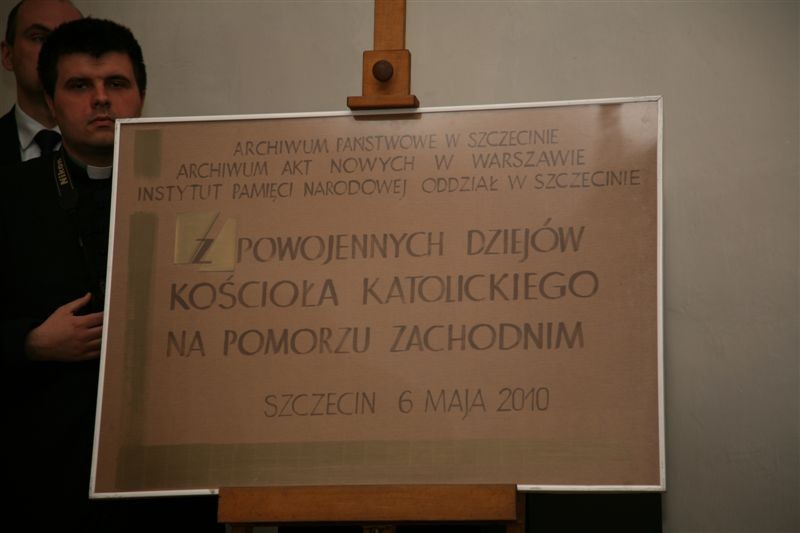 ARCHIWUM PAŃSTWOWE W SZCZECINIE
ARCHIWUM AKT NOWYCH W WARSZAWIE
INSTYTUT PAMIĘCI NARODOWEJ ODDZIAŁ W SZCZECINIE
Z POWOJENNYCH DZIEJÓW
KOŚCIOŁA KATOLICKIEGO
NA POMORZU ZACHODNIM
SZCZECIN 6 MAJA 2010
Nikon